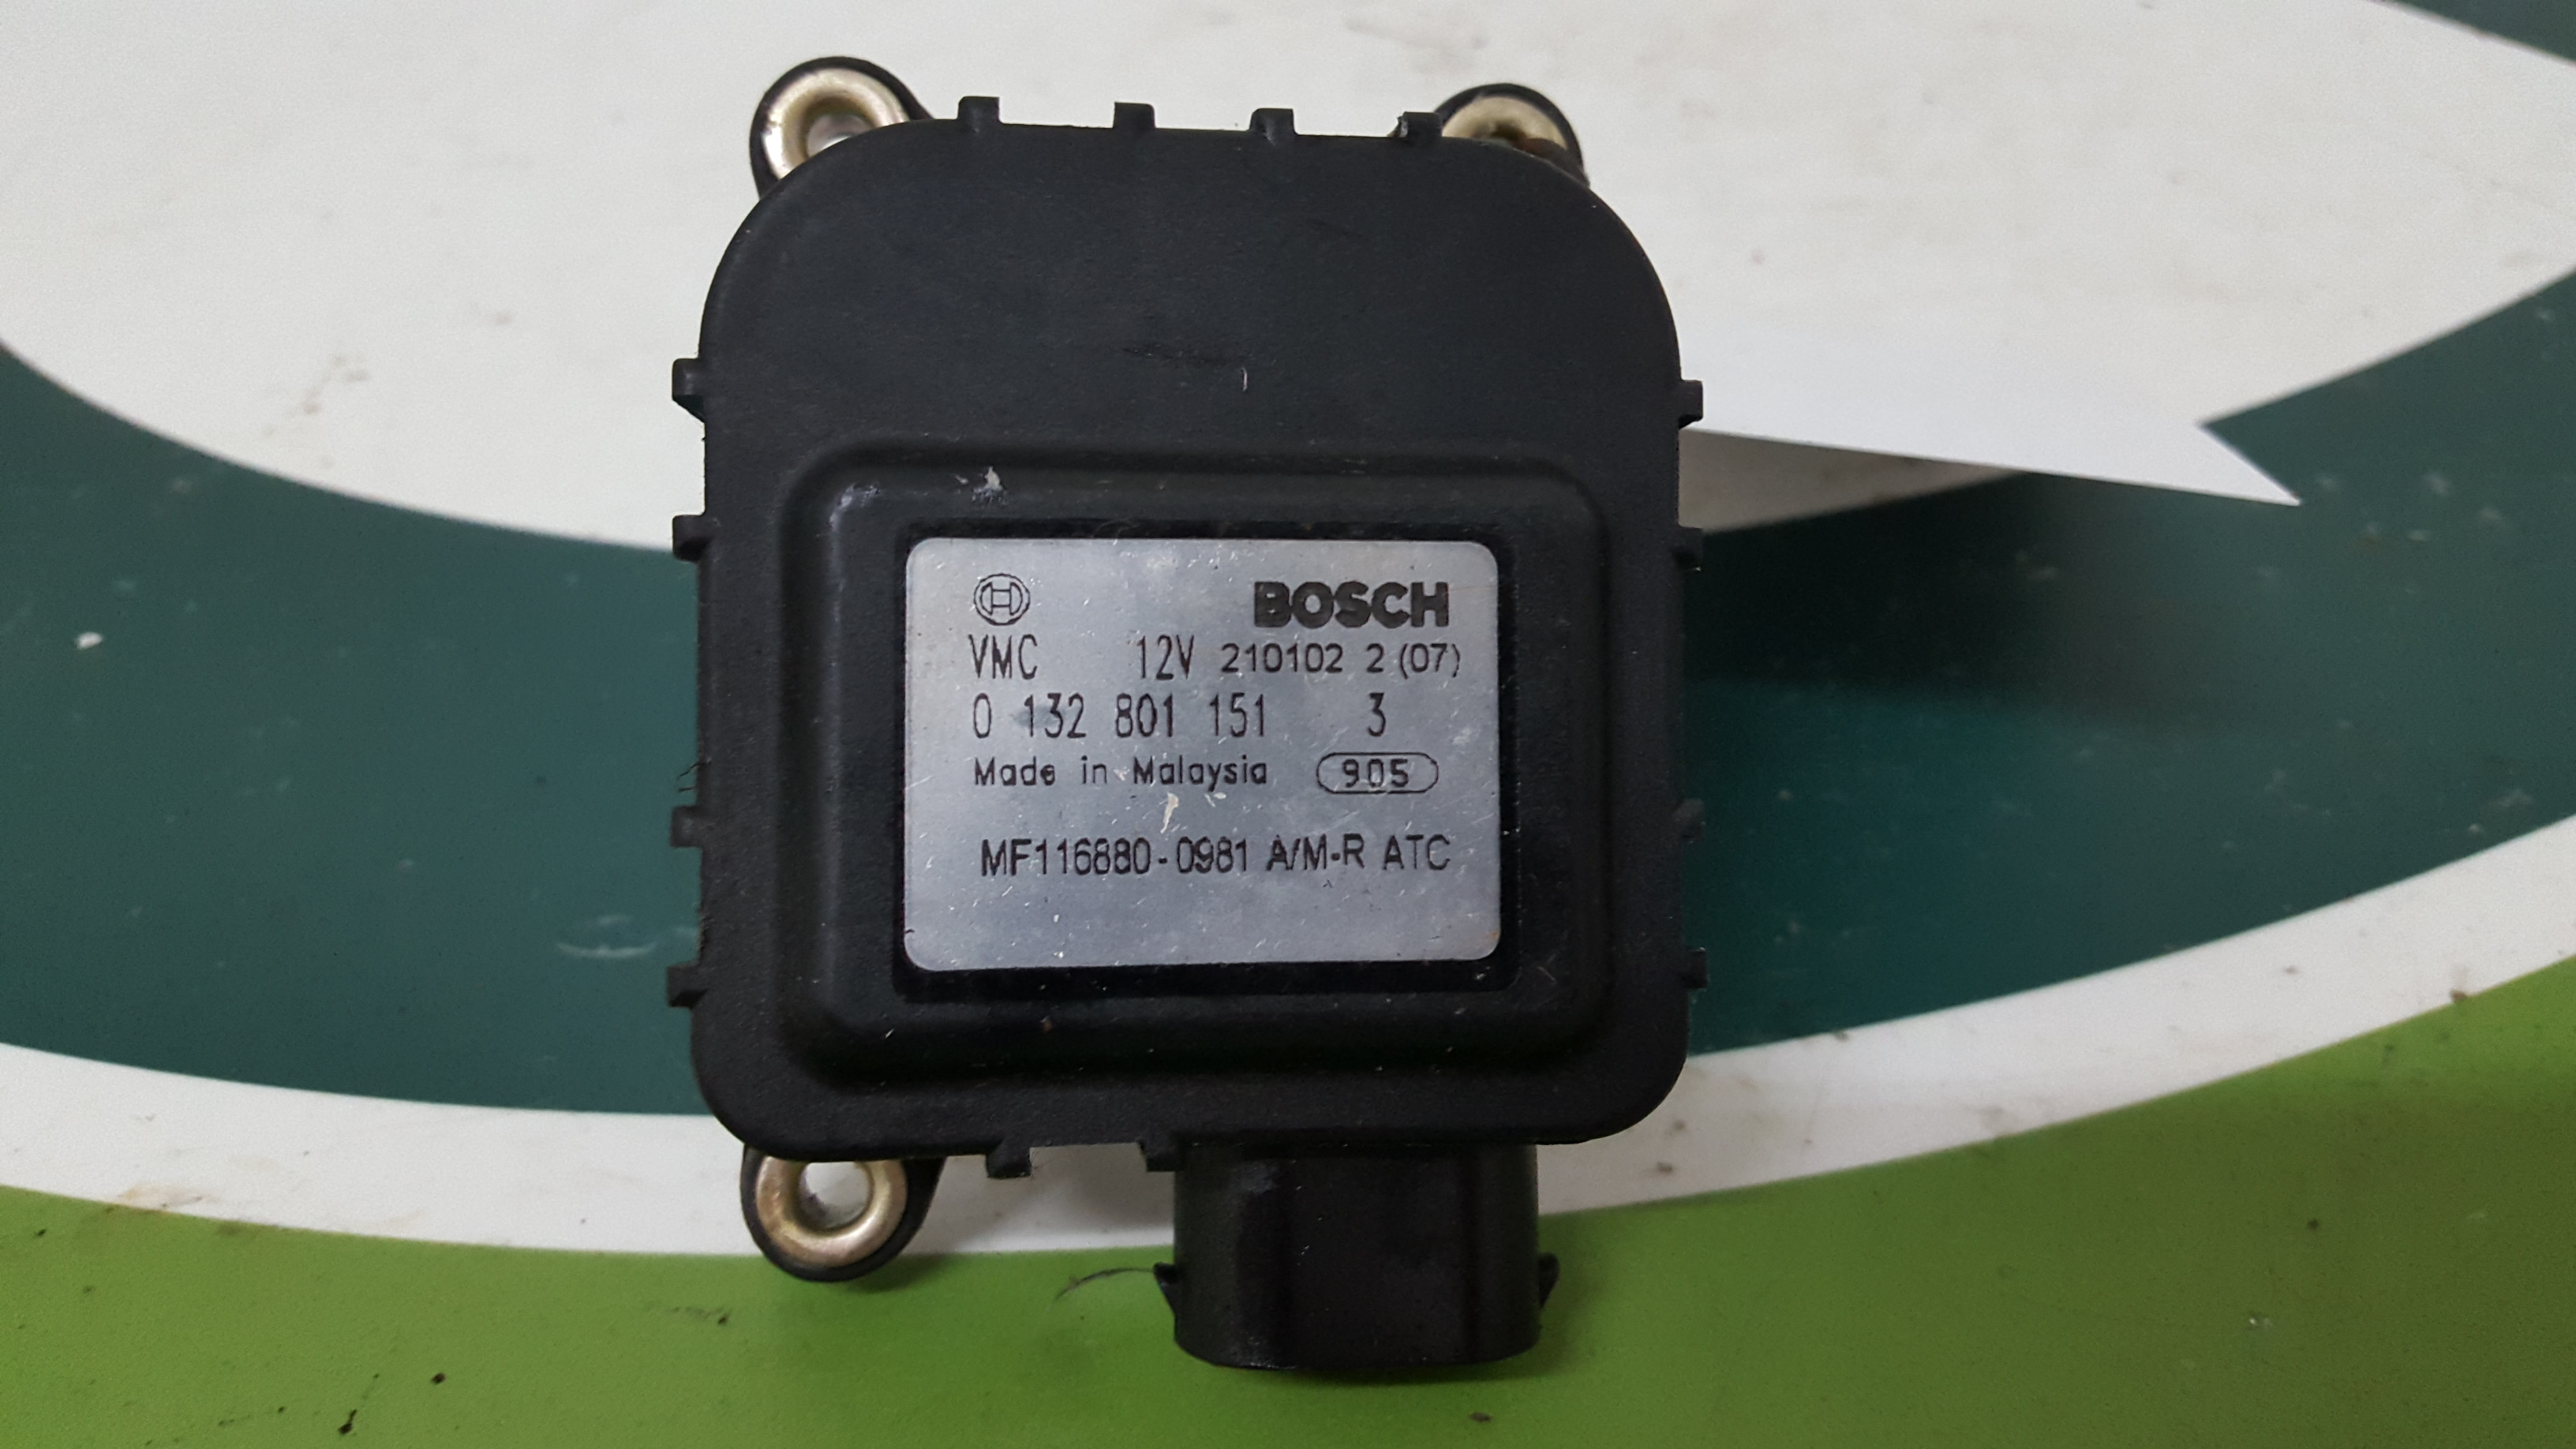 BOSCH
VMC 12V 210102 2 (07)
0 132 801 151 3
Made in Malaysia 905
MF116880-0981 A/M-R ATC